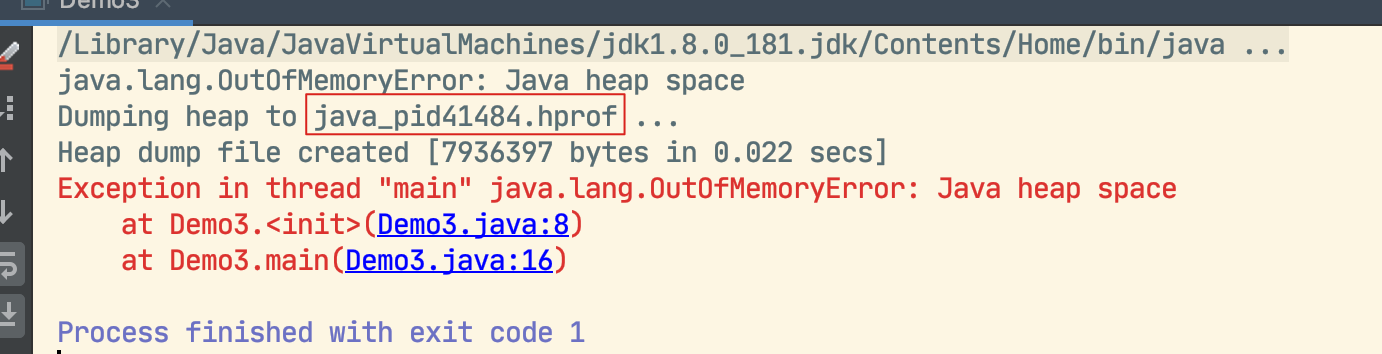 Demo3
/Library/Java/JavaVirtualMachines/jdk1.8.0_181.jdk/Contents/Home/bin/java ...
java.lang.OutOfMemoryError: Java heap space
Dumping heap to java_pid41484.hprof ...
Heap dump file created [7936397 bytes in 0.022 secs]
Exception in thread "main" java.lang.OutOfMemoryError: Java heap space
    at Demo3.<init>(Demo3.java:8)
    at Demo3.main(Demo3.java:16)
Process finished with exit code 1